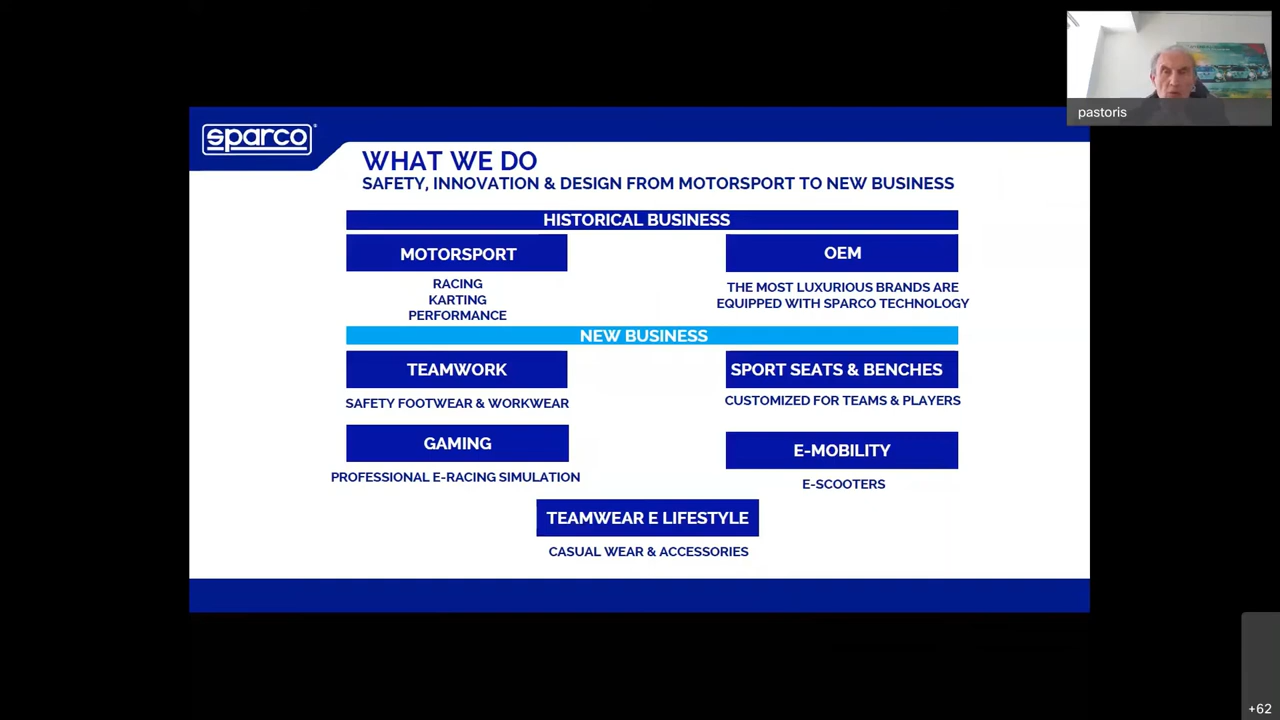 sparco
pastoris
WHAT WE DO
SAFETY, INNOVATION & DESIGN FROM MOTORSPORT TO NEW BUSINESS
HISTORICAL BUSINESS
MOTORSPORT
RACING
KARTING
PERFORMANCE
OEM
THE MOST LUXURIOUS BRANDS ARE
EQUIPPED WITH SPARCO TECHNOLOGY
NEW BUSINESS
TEAMWORK
SAFETY FOOTWEAR & WORKWEAR
SPORT SEATS & BENCHES
CUSTOMIZED FOR TEAMS & PLAYERS
GAMING
PROFESSIONAL E-RACING SIMULATION
E-MOBILITY
E-SCOOTERS
TEAMWEAR E LIFESTYLE
CASUAL WEAR & ACCESSORIES
+62